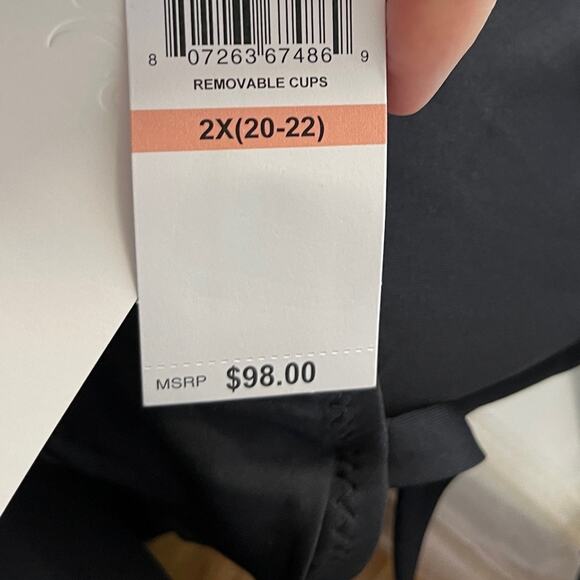 8 07263 67486 9
REMOVABLE CUPS
2X(20-22)
MSRP $98.00